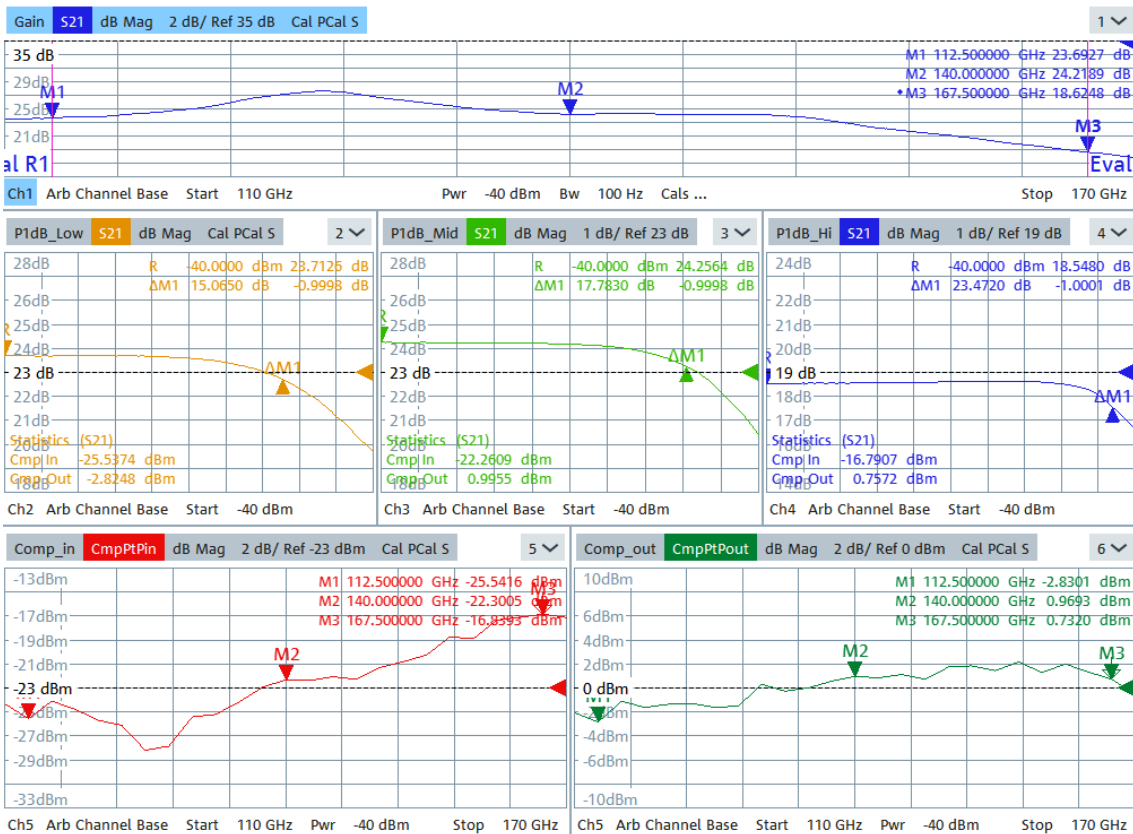 Gain S21 dB Mag 2 dB/ Ref 35 dB Cal PCal S 1
35 dB
M1 112.500000 GHz 23.6927 dB
M2 140.000000 GHz 24.2189 dB
•M3 167.500000 GHz 18.6248 dB
29dB
M1
M2
25dB
21dB
M3
al R1
Eval
Ch1 Arb Channel Base Start 110 GHz Pwr -40 dBm Bw 100 Hz Cals ... Stop 170 GHz
P1dB_Low S21 dB Mag Cal PCal S 2
28dB
R -40.0000 dBm 23.7126 dB
ΔM1 15.0650 dB -0.9998 dB
26dB
25dB
R
24dB
ΔM1
23 dB
22dB
21dB
Statistics (S21)
20dB
Cmp In -25.5374 dBm
Cmp Out -2.8248 dBm
18dB
Ch2 Arb Channel Base Start -40 dBm
P1dB_Mid S21 dB Mag 1 dB/ Ref 23 dB 3
28dB
R -40.0000 dBm 24.2564 dB
ΔM1 17.7830 dB -0.9998 dB
26dB
25dB
R
24dB
ΔM1
23 dB
22dB
21dB
Statistics (S21)
20dB
Cmp In -22.2609 dBm
Cmp Out 0.9955 dBm
18dB
Ch3 Arb Channel Base Start -40 dBm
P1dB_Hi S21 dB Mag 1 dB/ Ref 19 dB 4
24dB
R -40.0000 dBm 18.5480 dB
ΔM1 23.4720 dB -1.0001 dB
22dB
21dB
20dB
R
19 dB
18dB
ΔM1
17dB
Statistics (S21)
Cmp In -16.7907 dBm
Cmp Out 0.7572 dBm
14dB
Ch4 Arb Channel Base Start -40 dBm
Comp_in CmpPtPin dB Mag 2 dB/ Ref -23 dBm Cal PCal S 5
-13dBm
M1 112.500000 GHz -25.5416 dBm
M2 140.000000 GHz -22.3005 dBm
M3 167.500000 GHz -16.8393 dBm
M3
-17dBm
-19dBm
M2
-21dBm
-23 dBm
-25dBm
-27dBm
-29dBm
-33dBm
Ch5 Arb Channel Base Start 110 GHz Pwr -40 dBm Stop 170 GHz
Comp_out CmpPtPout dB Mag 2 dB/ Ref 0 dBm Cal PCal S 6
10dBm
M1 112.500000 GHz -2.8301 dBm
M2 140.000000 GHz 0.9693 dBm
M3 167.500000 GHz 0.7320 dBm
6dBm
4dBm
M2
M3
2dBm
0 dBm
M1
-2dBm
-4dBm
-6dBm
-10dBm
Ch5 Arb Channel Base Start 110 GHz Pwr -40 dBm Stop 170 GHz